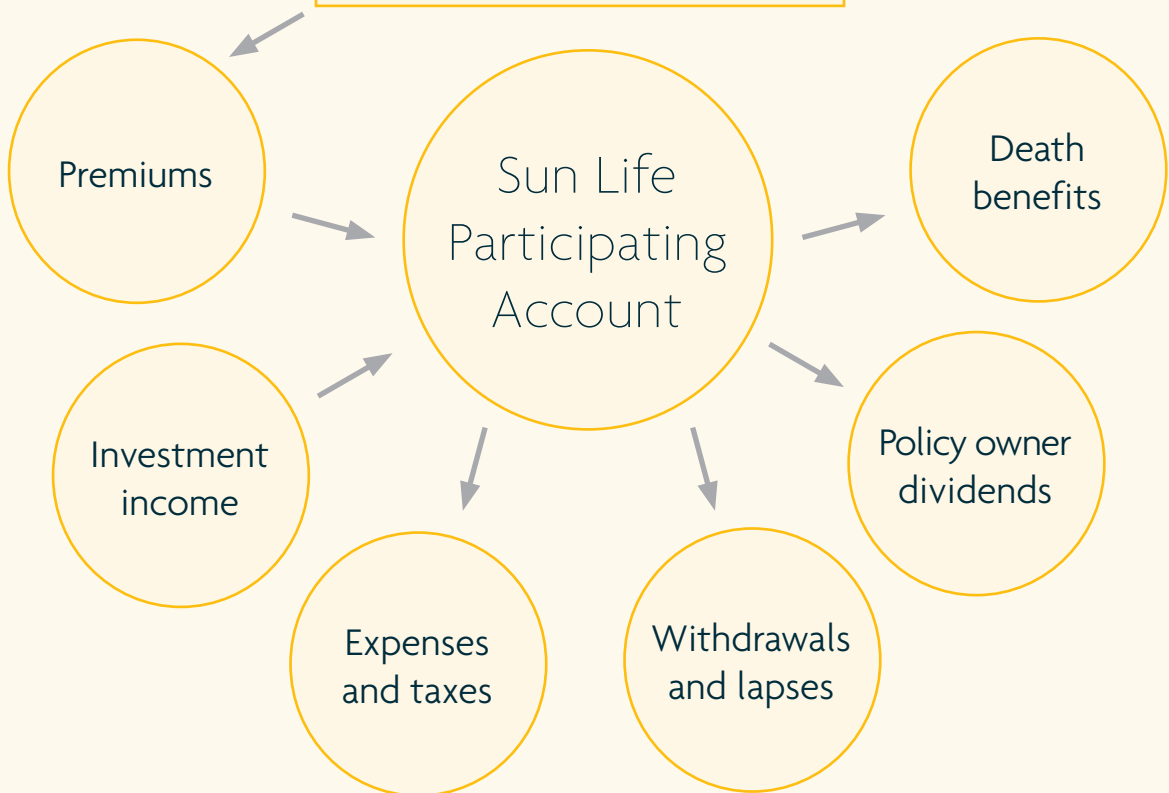 Premiums
Sun Life
Participating
Account
Death
benefits
Investment
income
Policy owner
dividends
Expenses
and taxes
Withdrawals
and lapses